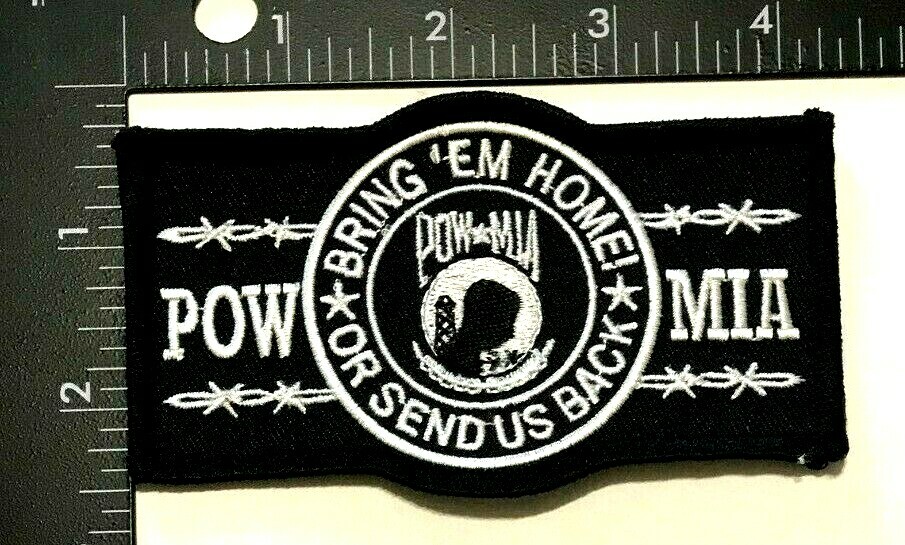 1 2 3 4
1
2
BRING 'EM HOME!
POW★MIA
POW
MIA
★OR SEND US BACK★